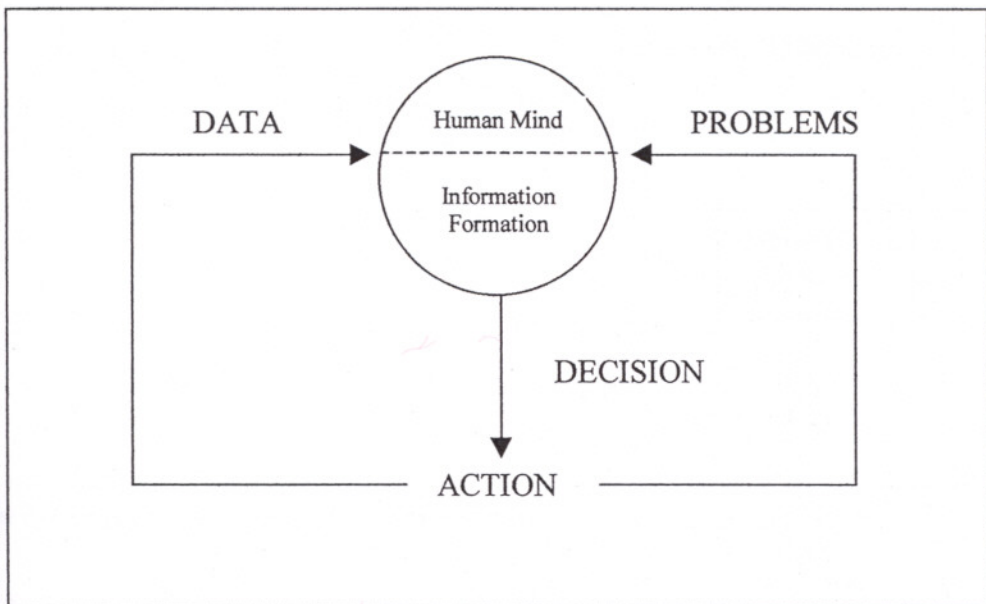 DATA
Human Mind
PROBLEMS
Information
Formation
DECISION
ACTION